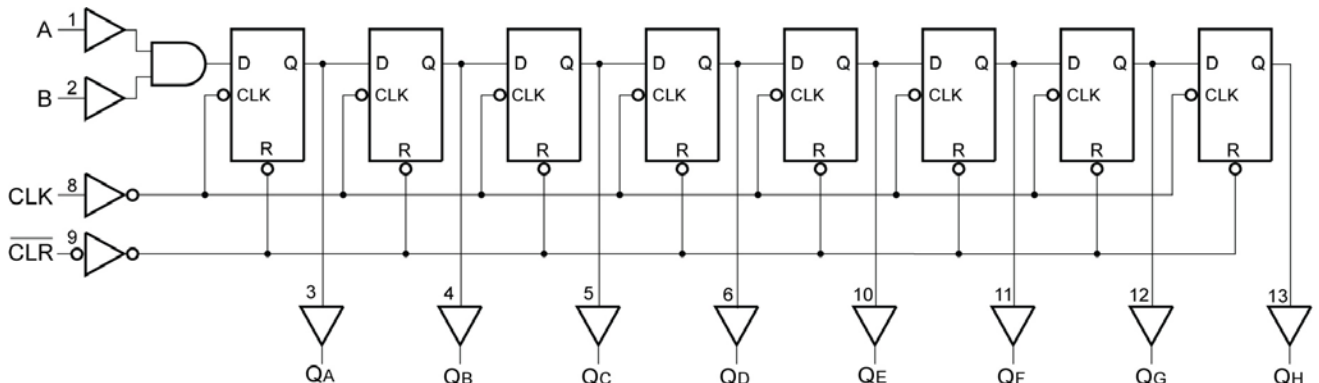 A 1
B 2
D Q D Q D Q D Q D Q D Q D Q D Q
CLK CLK CLK CLK CLK CLK CLK CLK
R R R R R R R R
CLK 8
CLR 9
3 4 5 6 10 11 12 13
QA QB QC QD QE QF QG QH